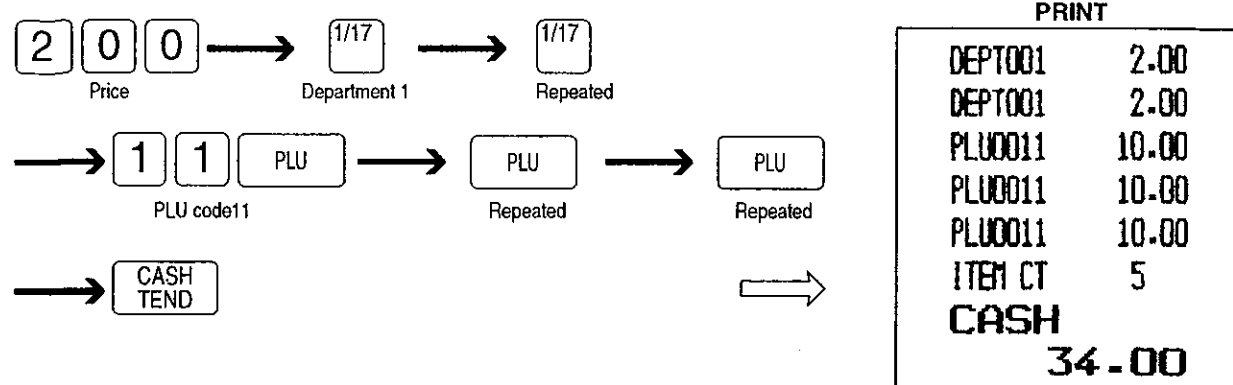 2 0 0 1/17 1/17
Price Department 1 Repeated
1 1 PLU PLU PLU
PLU code11 Repeated Repeated
CASH
TEND
PRINT
DEPT001 2.00
DEPT001 2.00
PLU0011 10.00
PLU0011 10.00
PLU0011 10.00
ITEM CT 5
CASH
34.00